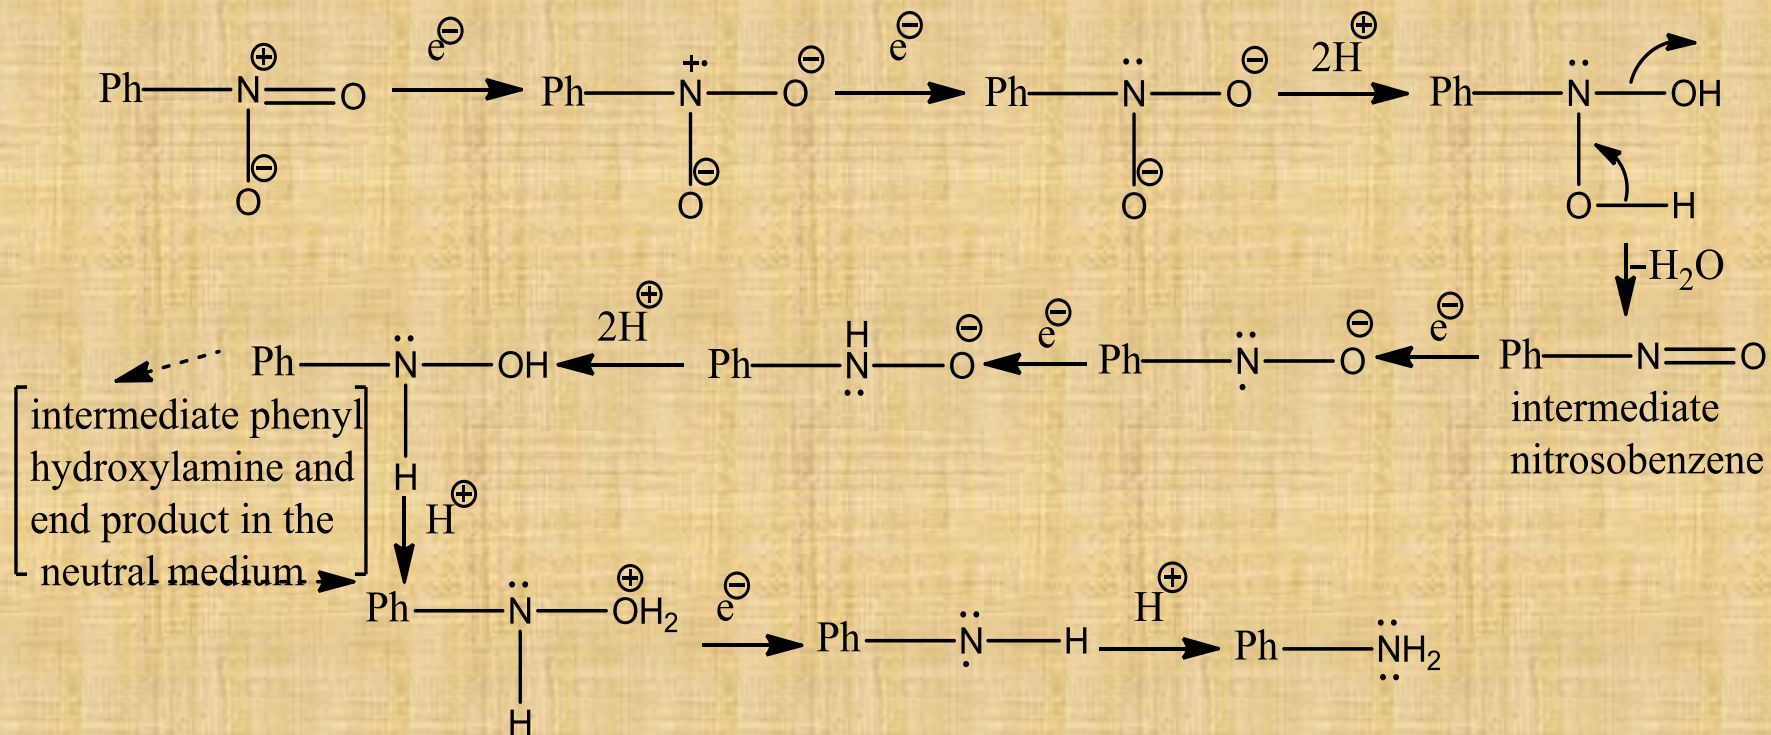 e⊖ e⊖ 2H⊕
Ph N⊕ O Ph N O⊖ Ph N O⊖ Ph N OH
O⊖ O⊖ O⊖ O H
-H₂O
2H⊕ e⊖ e⊖
Ph N OH Ph N H O⊖ Ph N O⊖ Ph N O
H
intermediate phenyl
hydroxylamine and
end product in the
neutral medium
intermediate
nitrosobenzene
H⊕
Ph N ⊕OH₂ e⊖ Ph N H H⊕ Ph NH₂
H